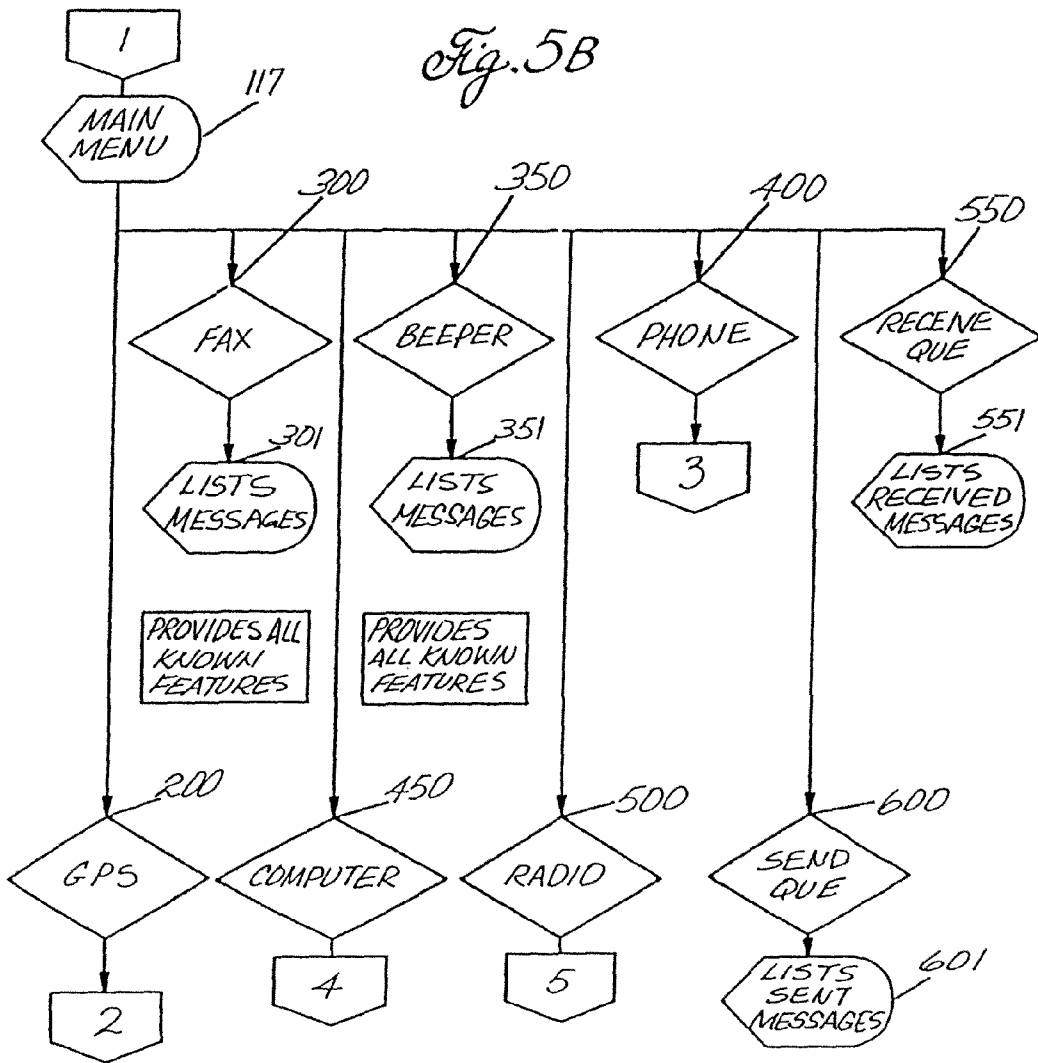 1
Fig. 5B
117
MAIN
MENU
300
350
400
550
FAX
BEEPER
PHONE
RECENE
QUE
301
351
551
LISTS
MESSAGES
LISTS
MESSAGES
3
LISTS
RECEIVED
MESSAGES
PROVIDES ALL
KNOWN
FEATURES
PROVIDES
ALL KNOWN
FEATURES
200
450
500
600
GPS
COMPUTER
RADIO
SEND
QUE
2
4
5
LISTS
SENT
MESSAGES
601